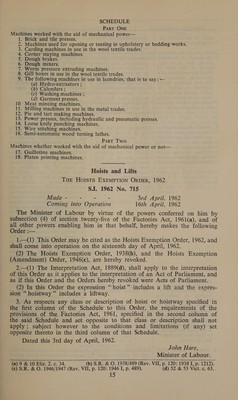 SCHEDULE
PART ONE
Machines worked with the aid of mechanical power—
1. Brick and tile presses.
2. Machines used for opening or teasing in upholstery or bedding works.
3. Carding machines in use in the wool textile trades.
4. Corner staying machines.
5. Dough brakes.
6. Dough mixers.
7. Worm pressure extruding machines.
8. Gill boxes in use in the wool textile trades.
9. The following machines in use in laundries, that is to say:—
(a) Hydro-extractors;
(b) Calenders;
(c) Washing machines;
(d) Garment presses.
10. Meat mincing machines.
11. Milling machines in use in the metal trades.
12. Pie and tart making machines.
13. Power presses, including hydraulic and pneumatic presses.
14. Loose knife punching machines.
15. Wire stitching machines.
16. Semi-automatic wood turning lathes.
PART TWO
Machines whether worked with the aid of mechanical power or not—
17. Guillotine machines.
18. Platen printing machines.
Hoists and Lifts
THE HOISTS EXEMPTION ORDER, 1962
S.I. 1962 No. 715
Made - - - - 3rd April, 1962
Coming into Operation 16th April, 1962
The Minister of Labour by virtue of the powers conferred on him by
subsection (4) of section twenty-five of the Factories Act, 1961(a), and of
all other powers enabling him in that behalf, hereby makes the following
Order:—
1.—(1) This Order may be cited as the Hoists Exemption Order, 1962, and
shall come into operation on the sixteenth day of April, 1962.
(2) The Hoists Exemption Order, 1938(b), and the Hoists Exemption
(Amendment) Order, 1946(c), are hereby revoked.
2.—(1) The Interpretation Act, 1889(d), shall apply to the interpretation
of this Order as it applies to the interpretation of an Act of Parliament, and
as if this Order and the Orders hereby revoked were Acts of Parliament.
(2) In this Order the expression "hoist" includes a lift and the expres-
sion "hoistway" includes a liftway.
3. As respects any class or description of hoist or hoistway specified in
the first column of the Schedule to this Order, the requirements of the
provisions of the Factories Act, 1961, specified in the second column of
the said Schedule and set opposite to that class or description shall not
apply; subject however to the conditions and limitations (if any) set
opposite thereto in the third column of that Schedule.
Dated this 3rd day of April, 1962.
John Hare,
Minister of Labour.
(a) 9 & 10 Eliz. 2. c. 34. (b) S.R. & O. 1938/489 (Rev. VII, p. 120: 1938 I, p. 1212).
(c) S.R. & O. 1946/1947 (Rev. VII, p. 120: 1946 I, p. 489). (d) 52 & 53 Vict. c. 63.
15